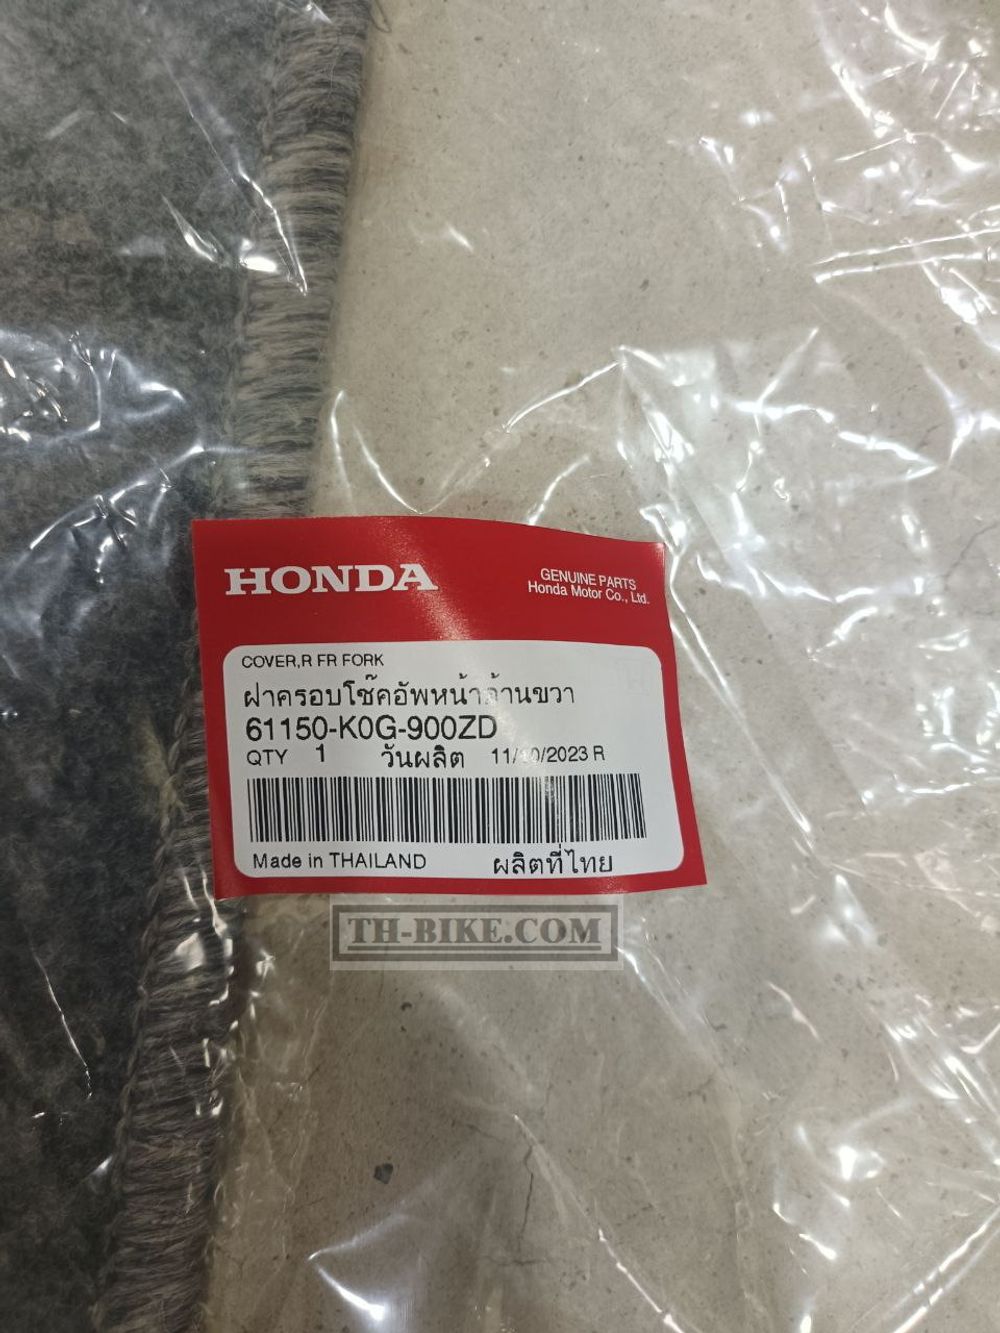 HONDA
GENUINE PARTS
Honda Motor Co., Ltd.
COVER,R FR FORK
ฝาครอบโช๊คอัพหน้าด้านขวา
61150-K0G-900ZD
QTY 1 วันผลิต 11/10/2023 R
Made in THAILAND ผลิตที่ไทย
TH-BIKE.COM